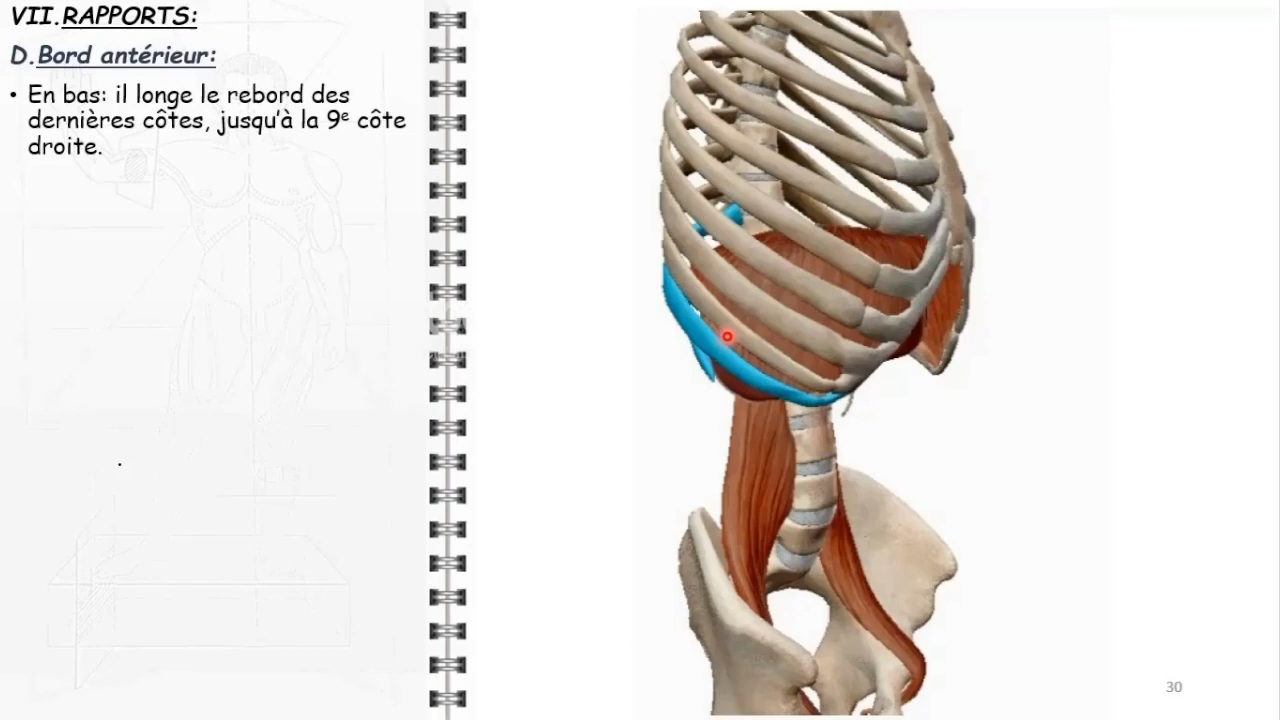 VII.RAPPORTS:
D.Bord antérieur:
• En bas: il longe le rebord des
dernières côtes, jusqu'à la 9ᵉ côte
droite.
30